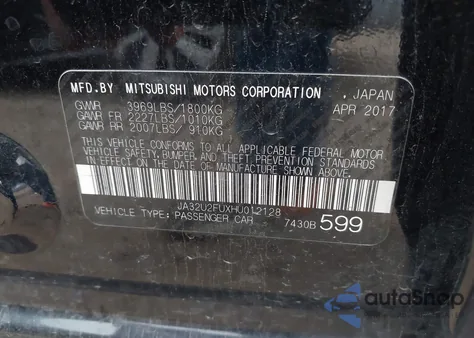 MFD.BY MITSUBISHI MOTORS CORPORATION . JAPAN
GVWR 3969LBS/1800KG APR 2017
GAWR FR 2227LBS/1010KG
GAWR RR 2007LBS/ 910KG
THIS VEHICLE CONFORMS TO ALL APPLICABLE FEDERAL MOTOR
VEHICLE SAFETY, BUMPER, AND THEFT PREVENTION STANDARDS
IN EFFECT ON THE DATE OF MANUFACTURE SHOWN ABOVE.
JA32U2FUXHU012128
VEHICLE TYPE: PASSENGER CAR 7430B 599
autaShop